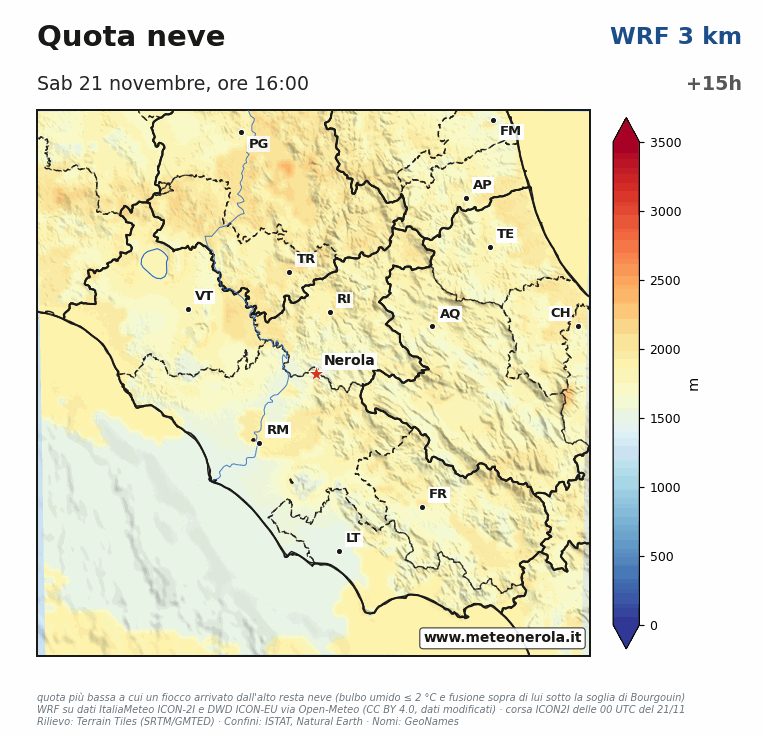 Quota neve
WRF 3 km
Sab 21 novembre, ore 16:00
+15h
FM
PG
AP
TE
TR
VT
RI
AQ
CH
Nerola
RM
FR
LT
www.meteonerola.it
3500
3000
2500
2000
1500
1000
500
0
m
quota più bassa a cui un fiocco arrivato dall'alto resta neve (bulbo umido ≤ 2 °C e fusione sopra di lui sotto la soglia di Bourgouin)
WRF su dati ItaliaMeteo ICON-2I e DWD ICON-EU via Open-Meteo (CC BY 4.0, dati modificati) · corsa ICON2I delle 00 UTC del 21/11
Rilievo: Terrain Tiles (SRTM/GMTED) · Confini: ISTAT, Natural Earth · Nomi: GeoNames